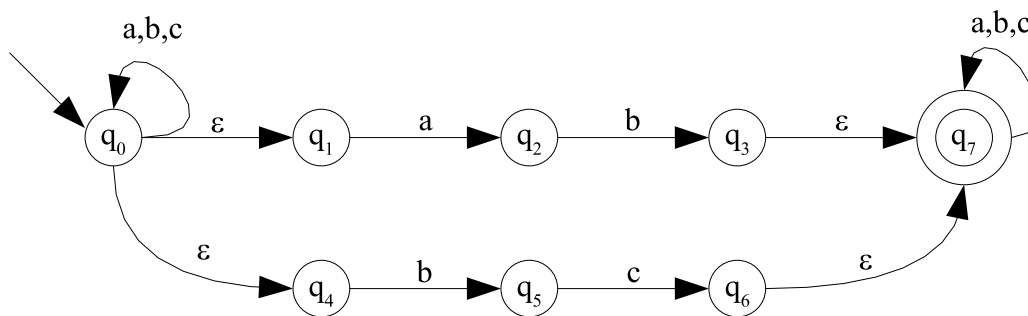 a,b,c a,b,c
q0 ε q1 a q2 b q3 ε q7
ε ε
q4 b q5 c q6